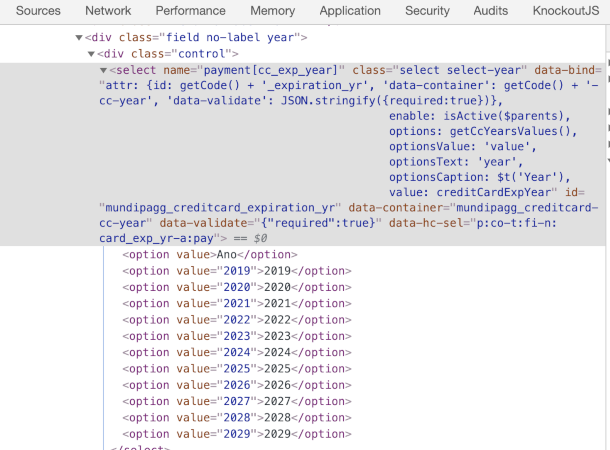 Sources Network Performance Memory Application Security Audits KnockoutJS
▼<div class="field no-label year">
▼<div class="control">
▼<select name="payment[cc_exp_year]" class="select select-year" data-bind=
"attr: {id: getCode() + '_expiration_yr', 'data-container': getCode() + '-
cc-year', 'data-validate': JSON.stringify({required:true})},
enable: isActive($parents),
options: getCcYearsValues(),
optionsValue: 'value',
optionsText: 'year',
optionsCaption: $t('Year'),
value: creditCardExpYear" id=
"mundipagg_creditcard_expiration_yr" data-container="mundipagg_creditcard-
cc-year" data-validate="{"required":true}" data-hc-sel="p:co-t:fi-n:
card_exp_yr-a:pay"> == $0
<option value>Ano</option>
<option value="2019">2019</option>
<option value="2020">2020</option>
<option value="2021">2021</option>
<option value="2022">2022</option>
<option value="2023">2023</option>
<option value="2024">2024</option>
<option value="2025">2025</option>
<option value="2026">2026</option>
<option value="2027">2027</option>
<option value="2028">2028</option>
<option value="2029">2029</option>
</select>